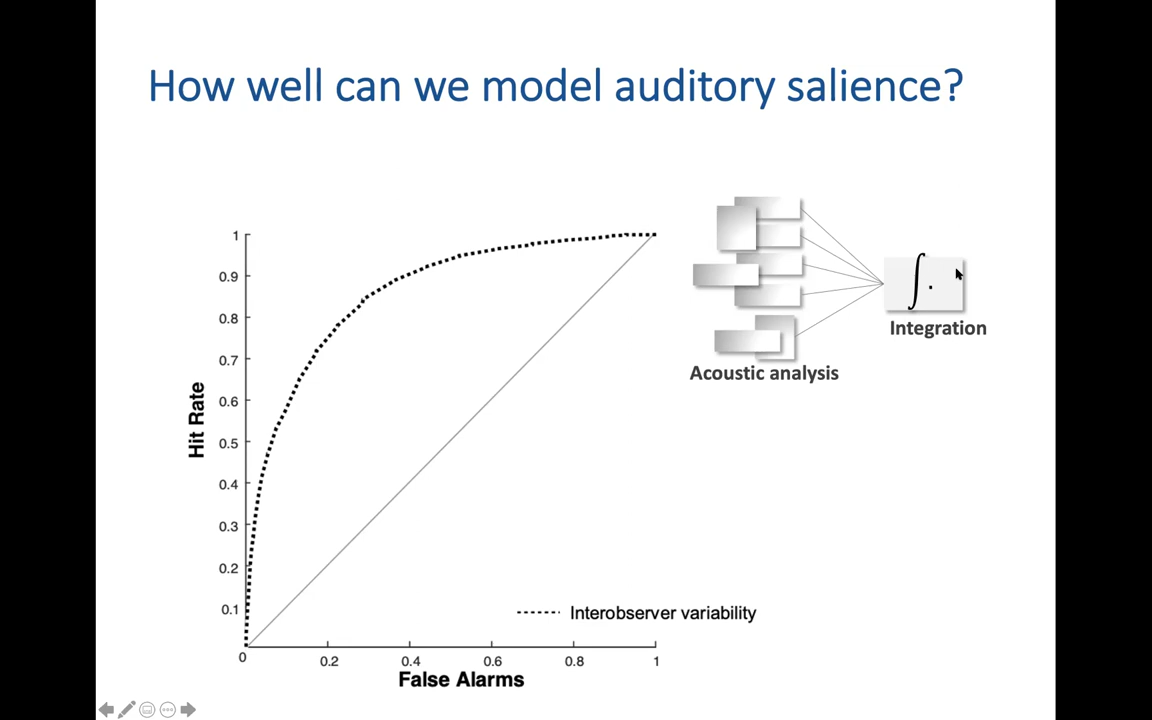 How well can we model auditory salience?
1
0.9
0.8
0.7
0.6
0.5
0.4
0.3
0.2
0.1
0
0.2
0.4
0.6
0.8
1
Hit Rate
False Alarms
Interobserver variability
∫ .
Integration
Acoustic analysis